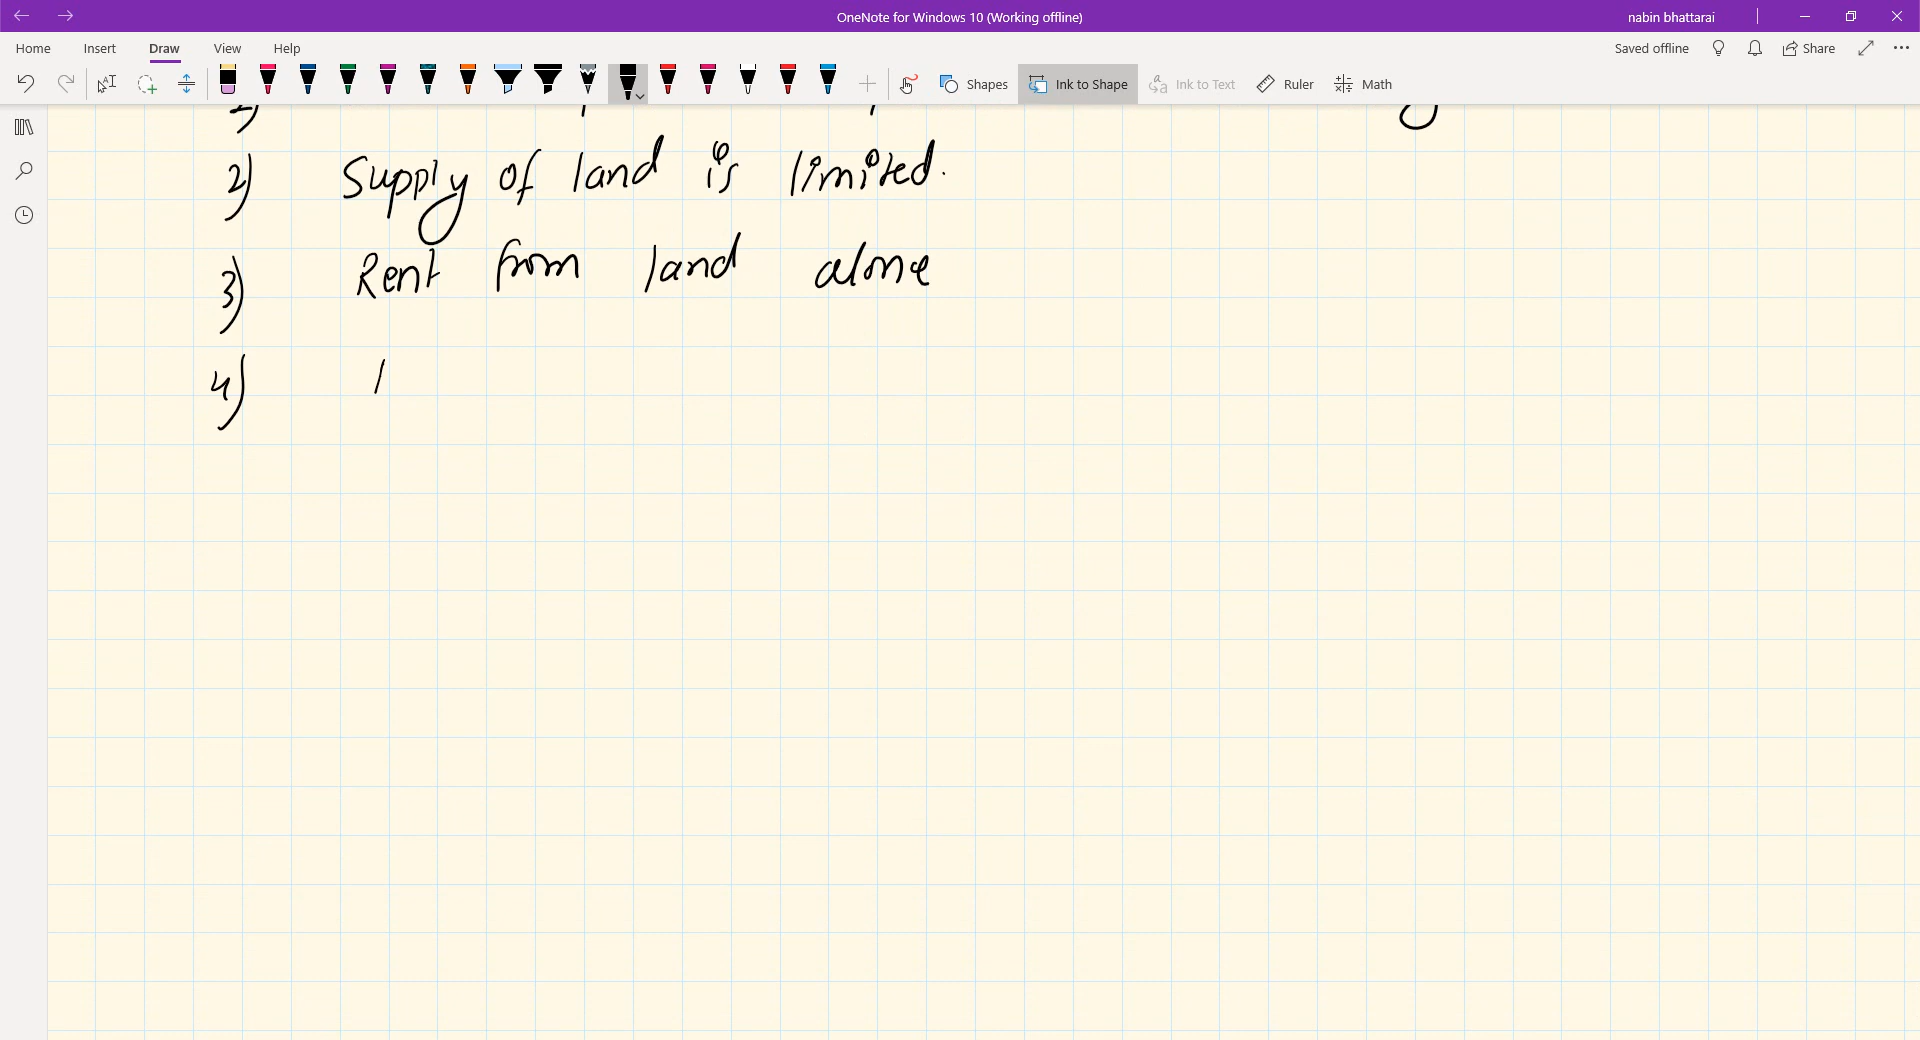 OneNote for Windows 10 (Working offline)
nabin bhattarai
Home Insert Draw View Help
Saved offline
Share
Shapes
Ink to Shape
Ink to Text
Ruler
Math
2) Supply of land is limited.
3) Rent from land alone
4)